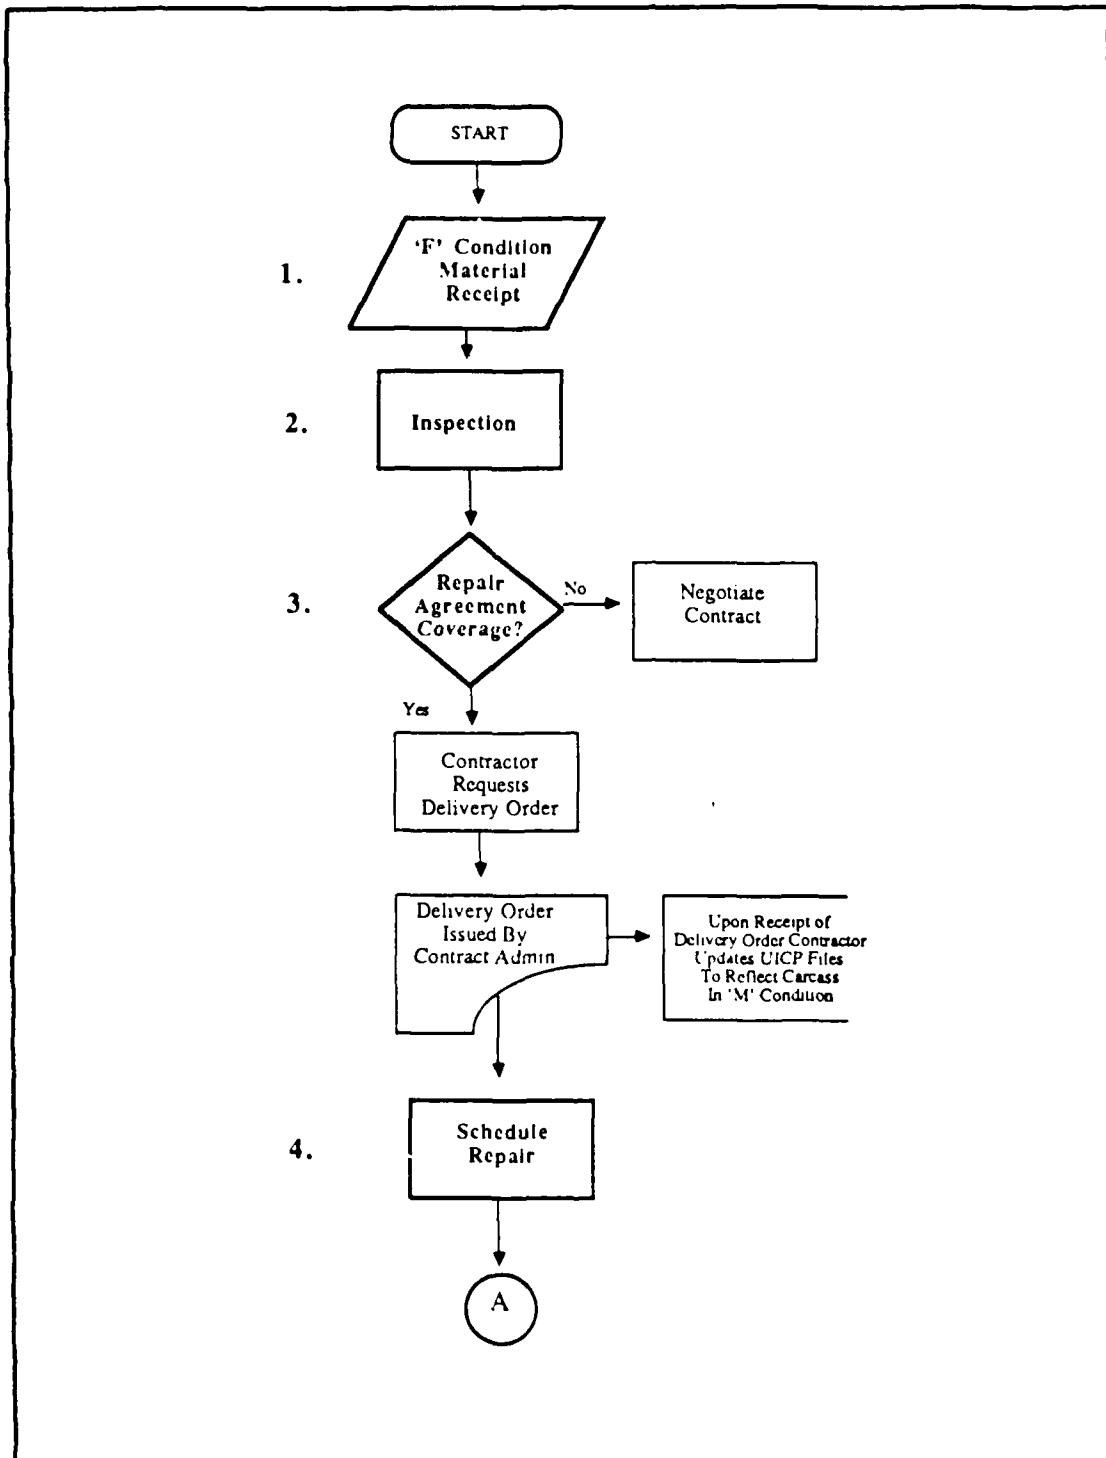 START
1.
'F' Condition
Material
Receipt
2.
Inspection
3.
Repair
Agreement
Coverage?
No
Negotiate
Contract
Yes
Contractor
Requests
Delivery Order
Delivery Order
Issued By
Contract Admin
Upon Receipt of
Delivery Order Contractor
Updates UICP Files
To Reflect Carcass
In 'M' Condition
4.
Schedule
Repair
A